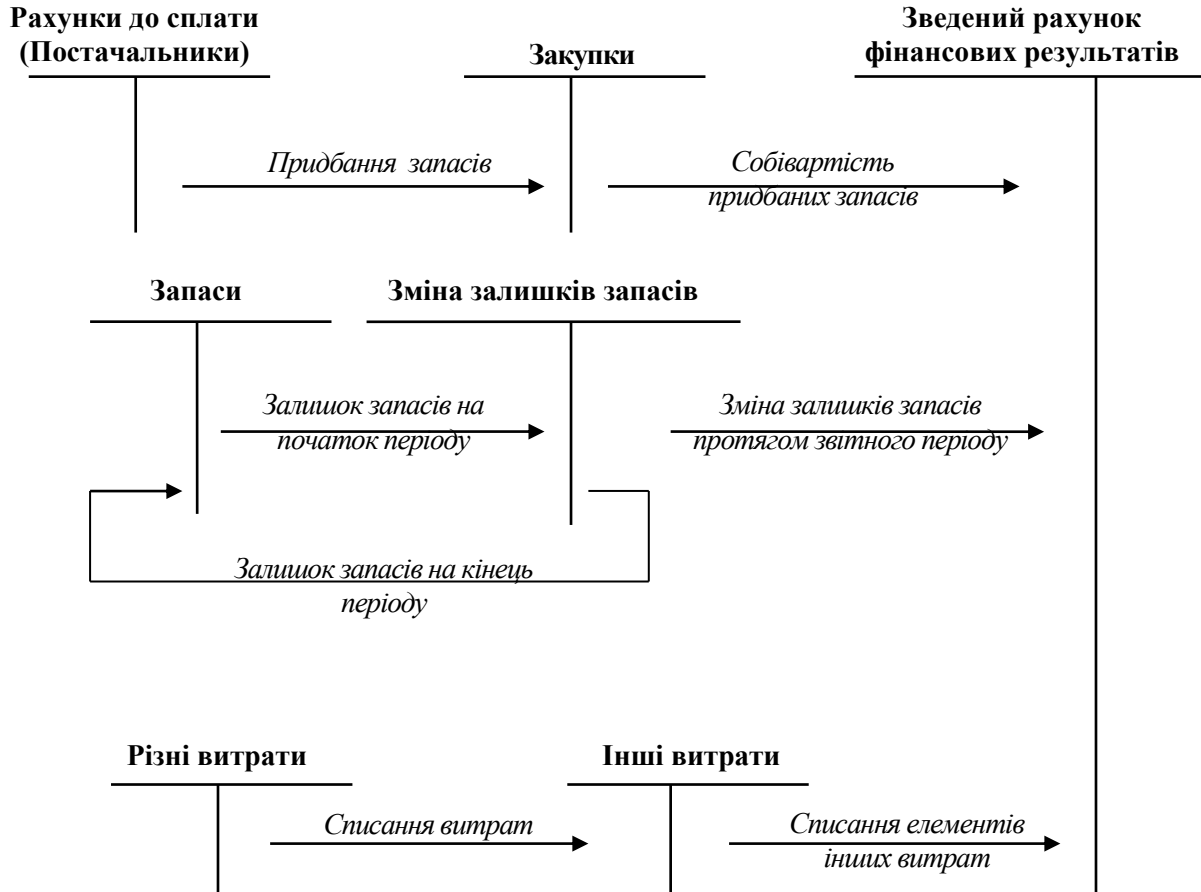 Рахунки до сплати
(Постачальники)
Закупки
Зведений рахунок
фінансових результатів
Придбання запасів
Собівартість
придбаних запасів
Запаси
Зміна залишків запасів
Залишок запасів на
початок періоду
Зміна залишків запасів
протягом звітного періоду
Залишок запасів на кінець
періоду
Різні витрати
Інші витрати
Списання витрат
Списання елементів
інших витрат